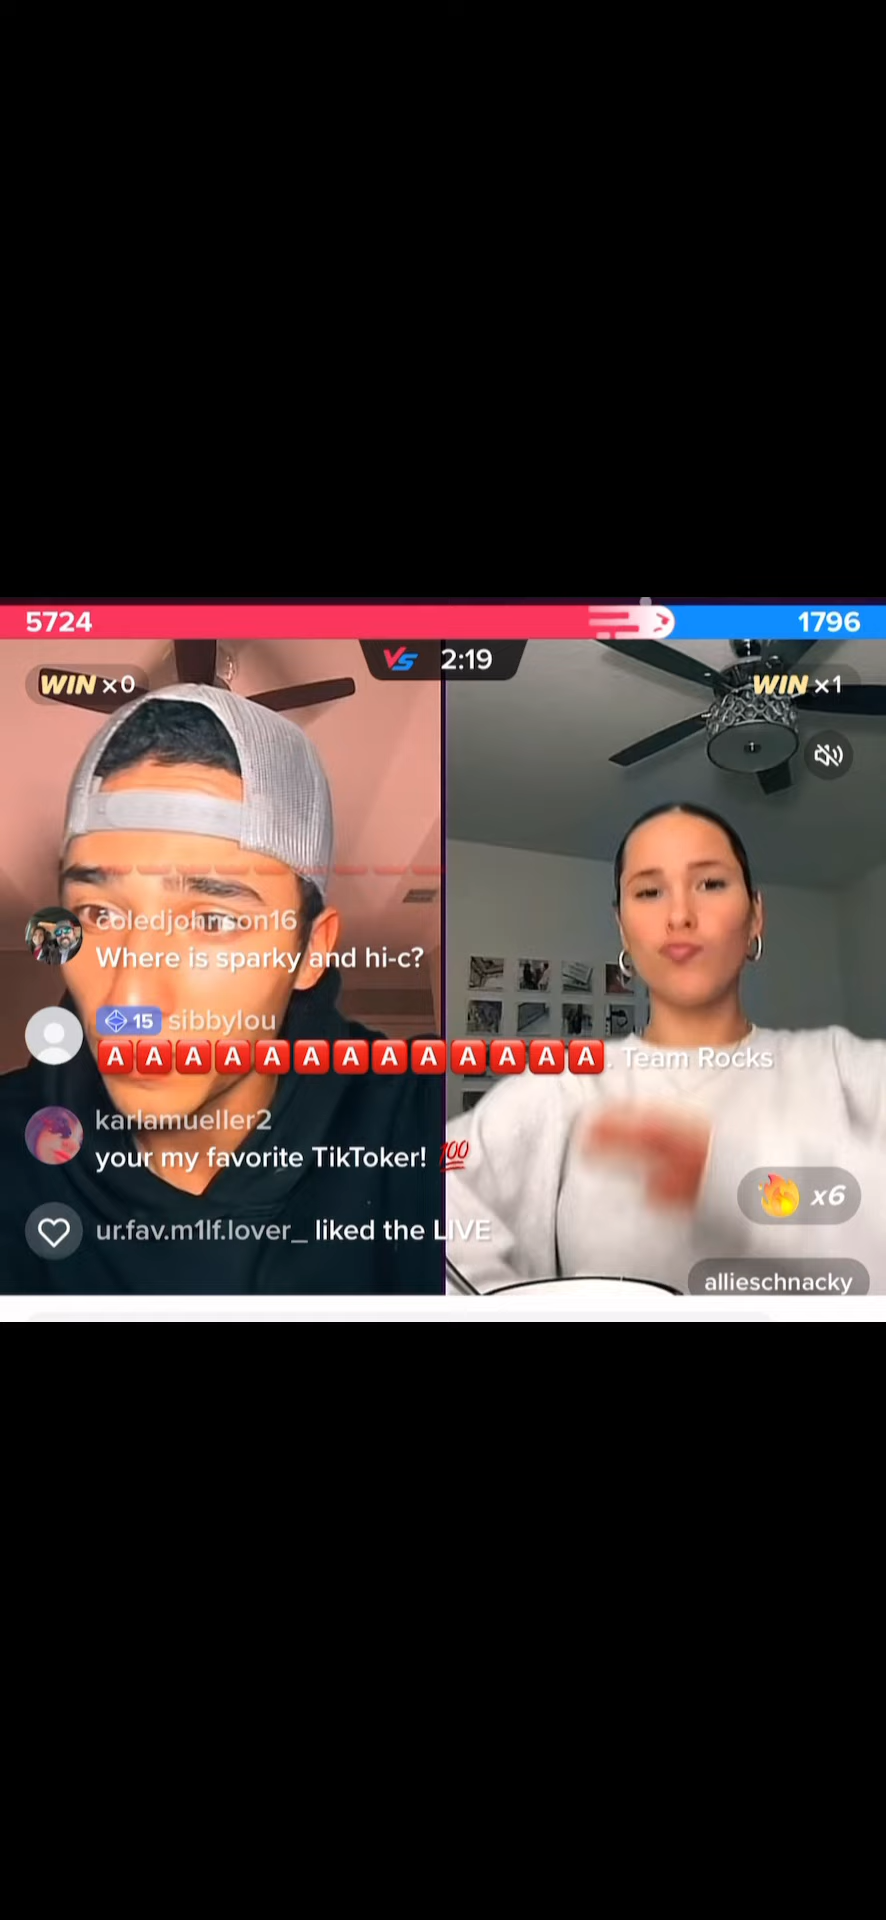 5724 1796
VS 2:19
WIN x0 WIN x1
coledjohnson16
Where is sparky and hi-c?
15 sibbylou
🅰🅰🅰🅰🅰🅰🅰🅰🅰🅰🅰🅰🅰. Team Rocks
karlamueller2
your my favorite TikToker! 💯
x6
ur.fav.m1lf.lover_ liked the LIVE
allieschnacky